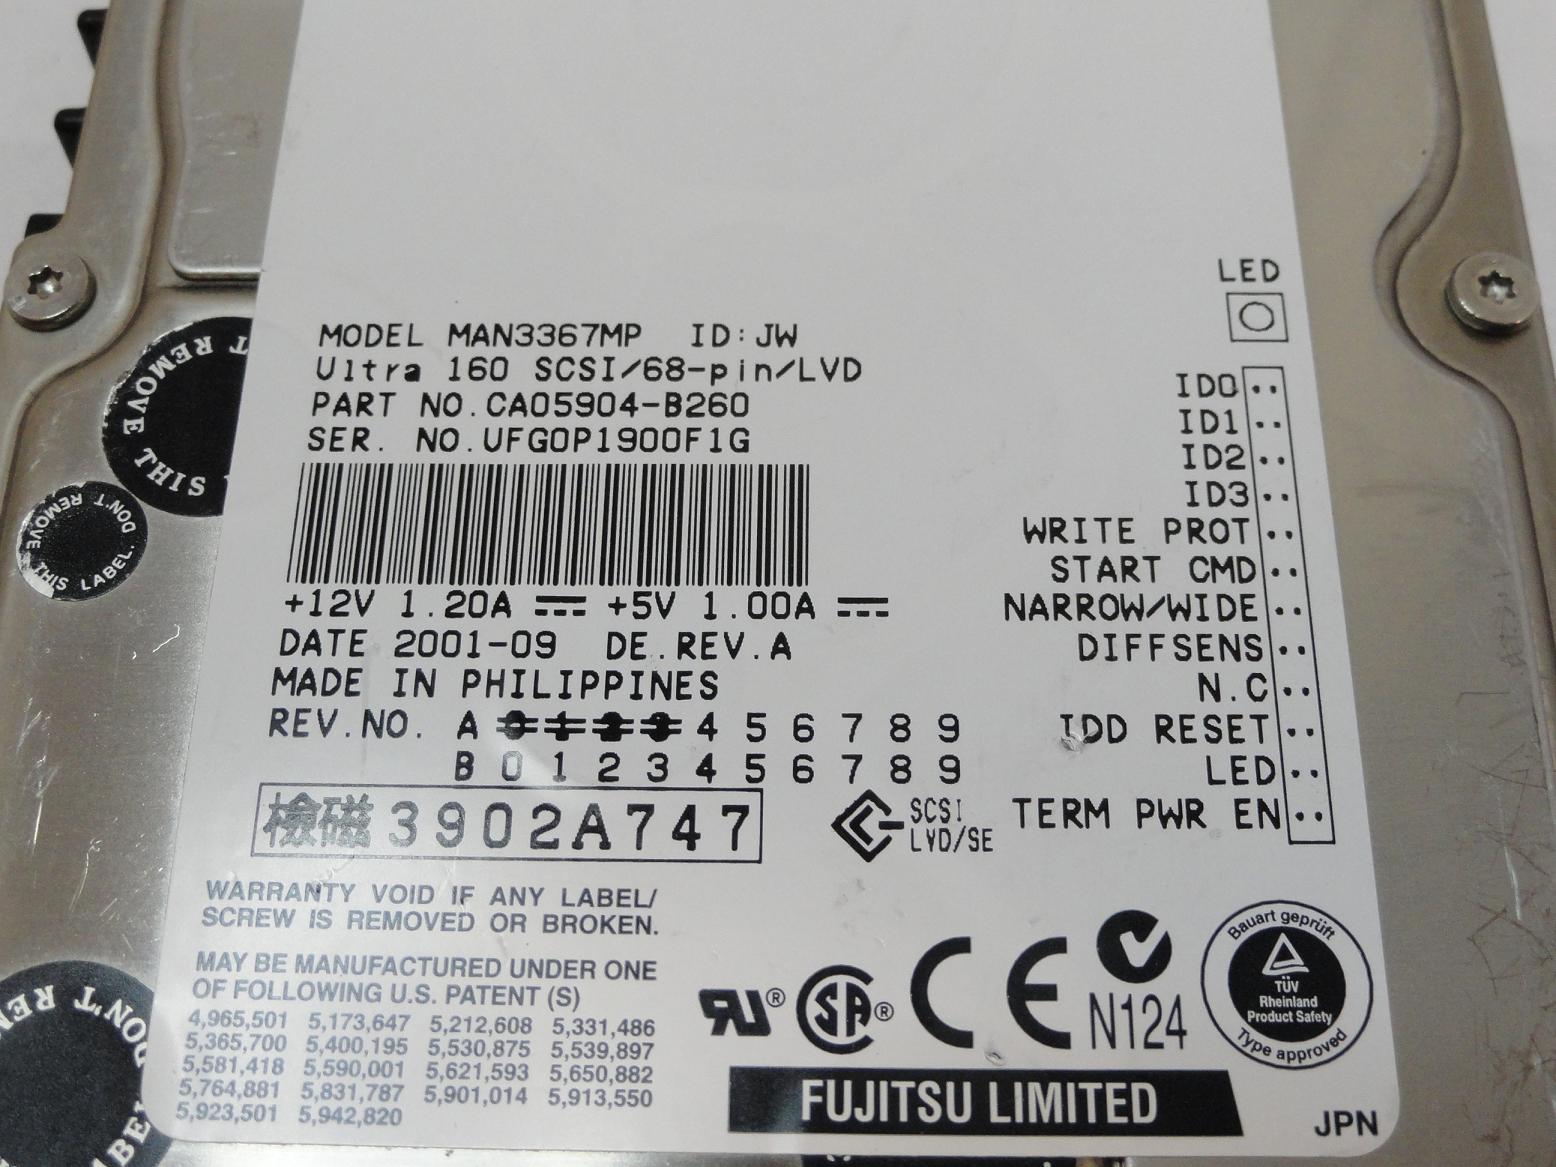 MODEL MAN3367MP ID:JW
Ultra 160 SCSI/68-pin/LVD
PART NO.CA05904-B260
SER. NO.UFG0P1900F1G
+12V 1.20A +5V 1.00A
DATE 2001-09 DE.REV.A
MADE IN PHILIPPINES
REV.NO. A 0 1 2 3 4 5 6 7 8 9
B 0 1 2 3 4 5 6 7 8 9
検磁 3902A747
LED
ID0
ID1
ID2
ID3
WRITE PROT
START CMD
NARROW/WIDE
DIFFSENS
N.C
IDD RESET
LED
TERM PWR EN
SCSI
LVD/SE
WARRANTY VOID IF ANY LABEL/
SCREW IS REMOVED OR BROKEN.
MAY BE MANUFACTURED UNDER ONE
OF FOLLOWING U.S. PATENT (S)
4,965,501 5,173,647 5,212,608 5,331,486
5,365,700 5,400,195 5,530,875 5,539,897
5,581,418 5,590,001 5,621,593 5,650,882
5,764,881 5,831,787 5,901,014 5,913,550
5,923,501 5,942,820
RU® SA® CE N124
Bauart geprüft
TÜV
Rheinland
Product Safety
Type approved
FUJITSU LIMITED
JPN
T REMOVE THIS
DON'T REMOVE THIS LABEL.
DON'T RE